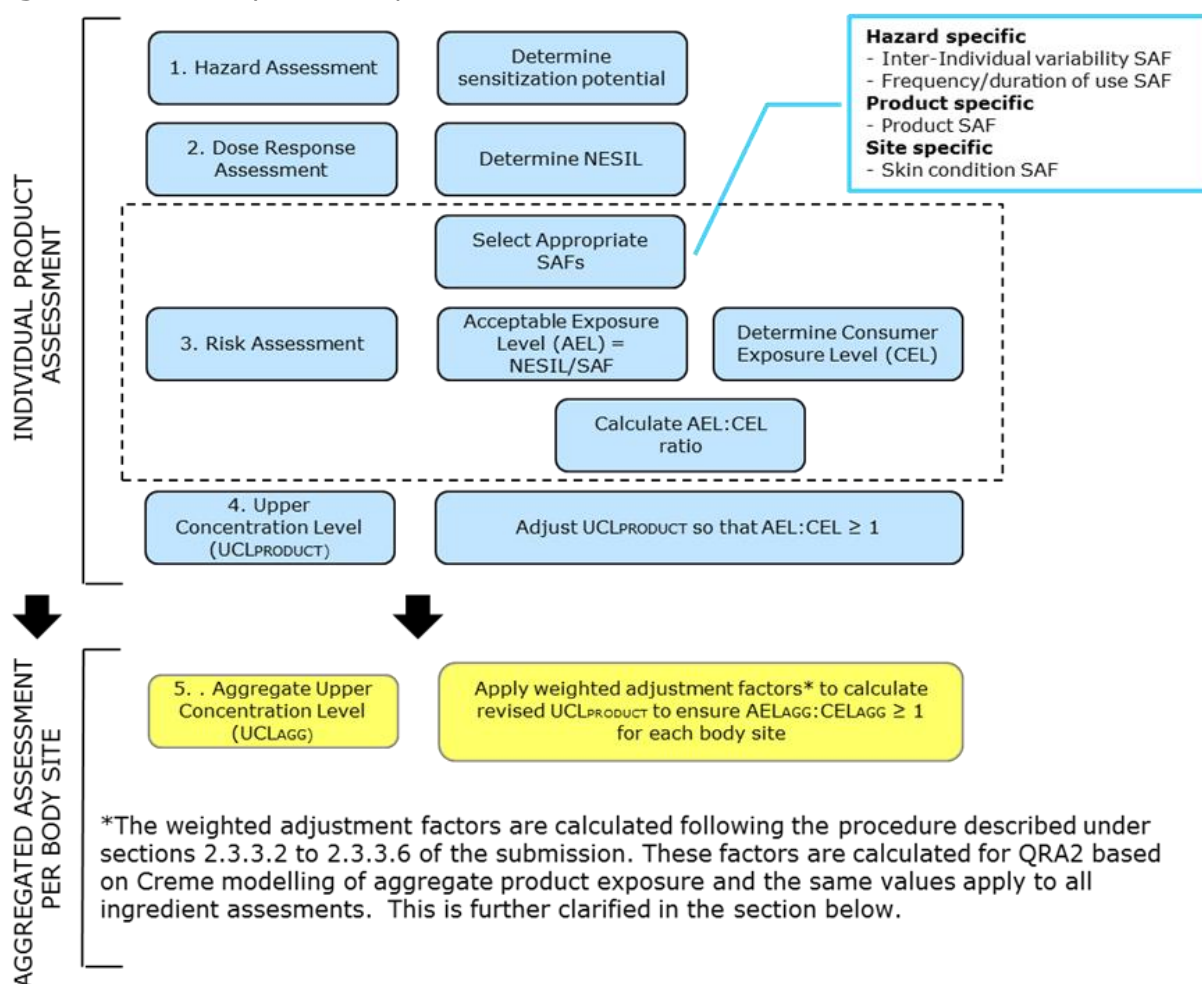 INDIVIDUAL PRODUCT
ASSESSMENT
1. Hazard Assessment
Determine
sensitization potential
Hazard specific
- Inter-Individual variability SAF
- Frequency/duration of use SAF
Product specific
- Product SAF
Site specific
- Skin condition SAF
2. Dose Response
Assessment
Determine NESIL
Select Appropriate
SAFs
3. Risk Assessment
Acceptable Exposure
Level (AEL) =
NESIL/SAF
Determine Consumer
Exposure Level (CEL)
Calculate AEL:CEL
ratio
4. Upper
Concentration Level
(UCLPRODUCT)
Adjust UCLPRODUCT so that AEL:CEL ≥ 1
AGGREGATED ASSESSMENT
PER BODY SITE
5. . Aggregate Upper
Concentration Level
(UCLAGG)
Apply weighted adjustment factors* to calculate
revised UCLPRODUCT to ensure AELAGG:CELAGG ≥ 1
for each body site
*The weighted adjustment factors are calculated following the procedure described under
sections 2.3.3.2 to 2.3.3.6 of the submission. These factors are calculated for QRA2 based
on Creme modelling of aggregate product exposure and the same values apply to all
ingredient assesments. This is further clarified in the section below.